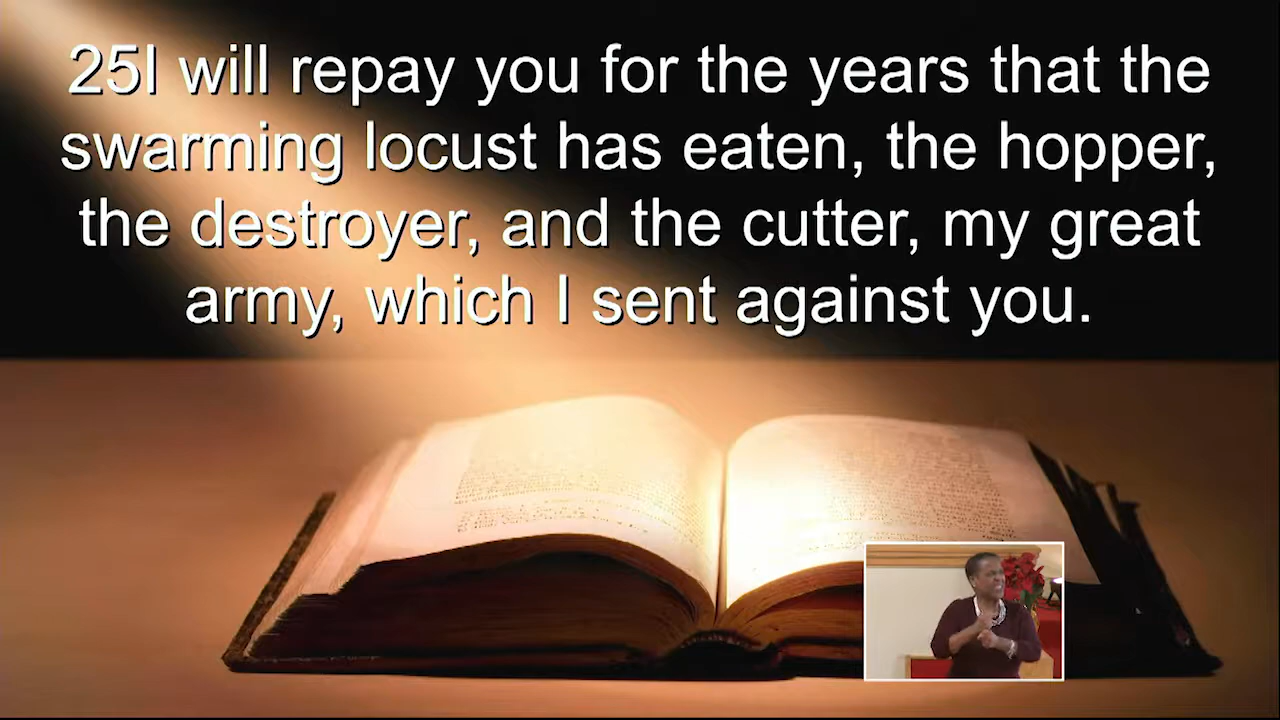 25I will repay you for the years that the
swarming locust has eaten, the hopper,
the destroyer, and the cutter, my great
army, which I sent against you.